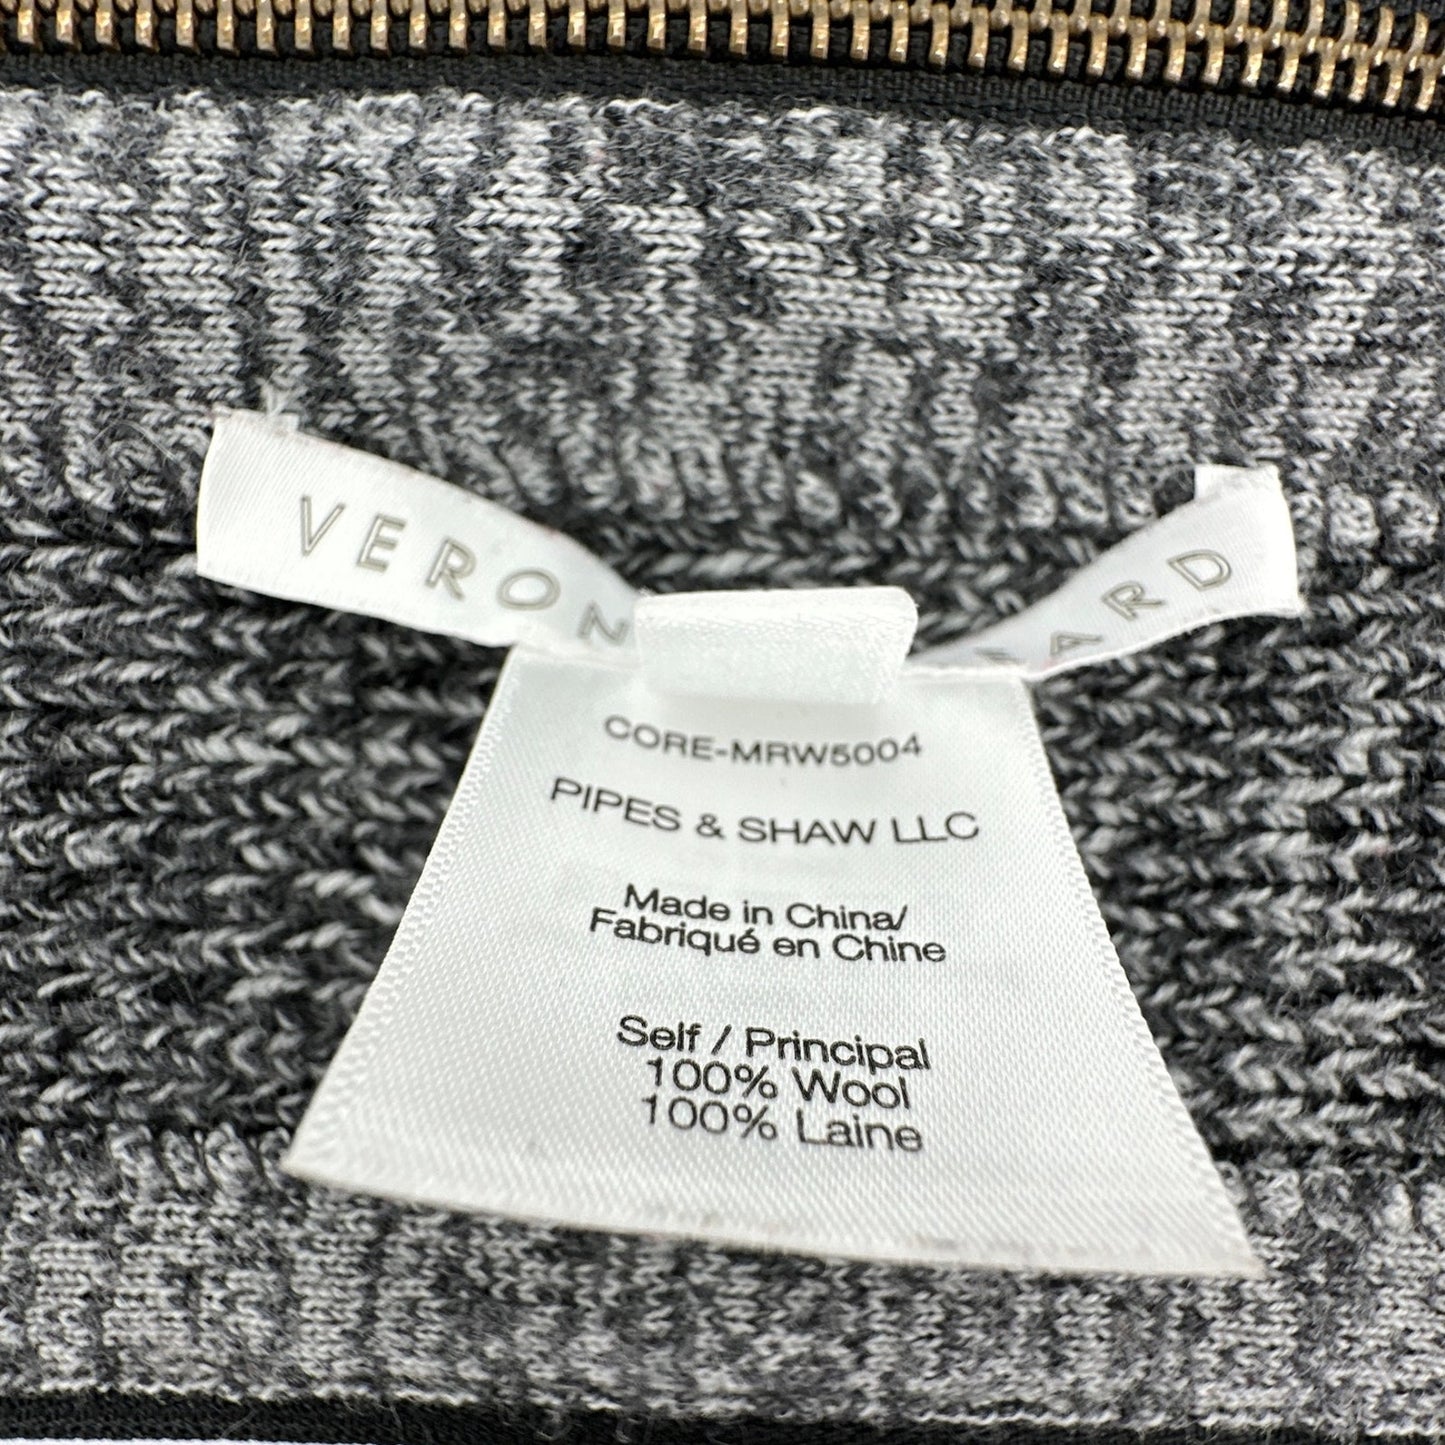 VERON
ARD
CORE-MRW5004
PIPES & SHAW LLC
Made in China/
Fabriqué en Chine
Self / Principal
100% Wool
100% Laine